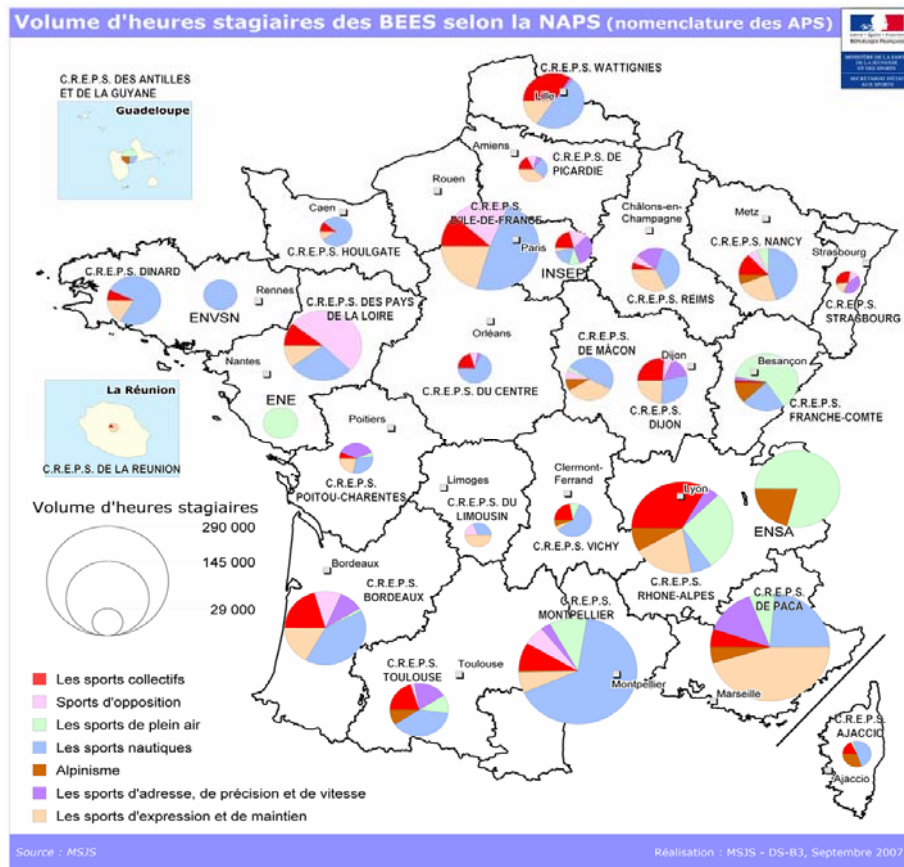 Volume d'heures stagiaires des BEES selon la NAPS (nomenclature des APS)
RÉPUBLIQUE FRANÇAISE
C.R.E.P.S. DES ANTILLES
ET DE LA GUYANE
Guadeloupe
C.R.E.P.S. WATTIGNIES
Lille
Amiens
C.R.E.P.S. DE
PICARDIE
Rouen
Caen
C.R.E.P.S. HOULGATE
C.R.E.P.S.
D'ILE-DE-FRANCE
Paris
INSEP
Châlons-en-
Champagne
C.R.E.P.S. REIMS
Metz
C.R.E.P.S. NANCY
Strasbourg
C.R.E.P.S.
STRASBOURG
C.R.E.P.S. DINARD
ENVSN
Rennes
C.R.E.P.S. DES PAYS
DE LA LOIRE
Nantes
ENE
Orléans
C.R.E.P.S. DU CENTRE
C.R.E.P.S.
DE MÂCON
Dijon
C.R.E.P.S.
DIJON
Besançon
C.R.E.P.S.
FRANCHE-COMTE
La Réunion
C.R.E.P.S. DE LA REUNION
Poitiers
C.R.E.P.S.
POITOU-CHARENTES
Limoges
C.R.E.P.S. DU
LIMOUSIN
Clermont-
Ferrand
C.R.E.P.S. VICHY
Lyon
C.R.E.P.S.
RHONE-ALPES
ENSA
Volume d'heures stagiaires
290 000
145 000
29 000
Bordeaux
C.R.E.P.S.
BORDEAUX
C.R.E.P.S.
TOULOUSE
Toulouse
C.R.E.P.S.
MONTPELLIER
Montpellier
C.R.E.P.S.
DE PACA
Marseille
C.R.E.P.S.
AJACCIO
Ajaccio
Les sports collectifs
Sports d'opposition
Les sports de plein air
Les sports nautiques
Alpinisme
Les sports d'adresse, de précision et de vitesse
Les sports d'expression et de maintien
Source : MSJS
Réalisation : MSJS - DS-B3, Septembre 2007